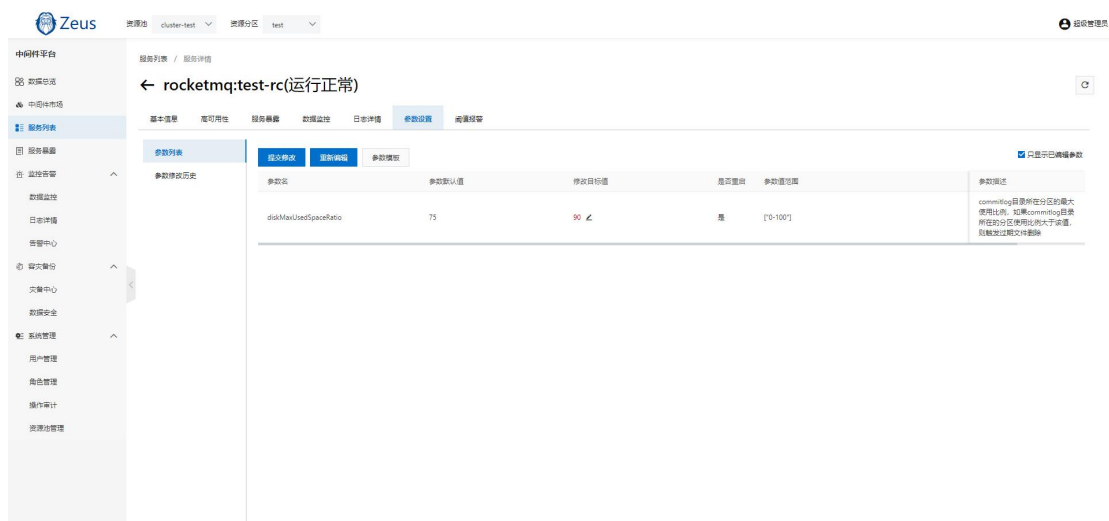 Zeus
资源池 cluster-test 资源分区 test
超级管理员
中间件平台
数据总览
中间件市场
服务列表
服务暴露
监控告警
数据监控
日志详情
告警中心
容灾备份
灾备中心
数据安全
系统管理
用户管理
角色管理
操作审计
资源池管理
服务列表 / 服务详情
rocketmq:test-rc(运行正常)
基本信息 高可用性 服务暴露 数据监控 日志详情 参数设置 阈值报警
参数列表
参数修改历史
提交修改 重新编辑 参数模板
只显示已编辑参数
参数名 参数默认值 修改目标值 是否重启 参数值范围 参数描述
diskMaxUsedSpaceRatio 75 90 是 ["0-100"]
commitlog目录所在分区的最大
使用比例，如果commitlog目录
所在的分区使用比例大于该值，
则触发过期文件删除